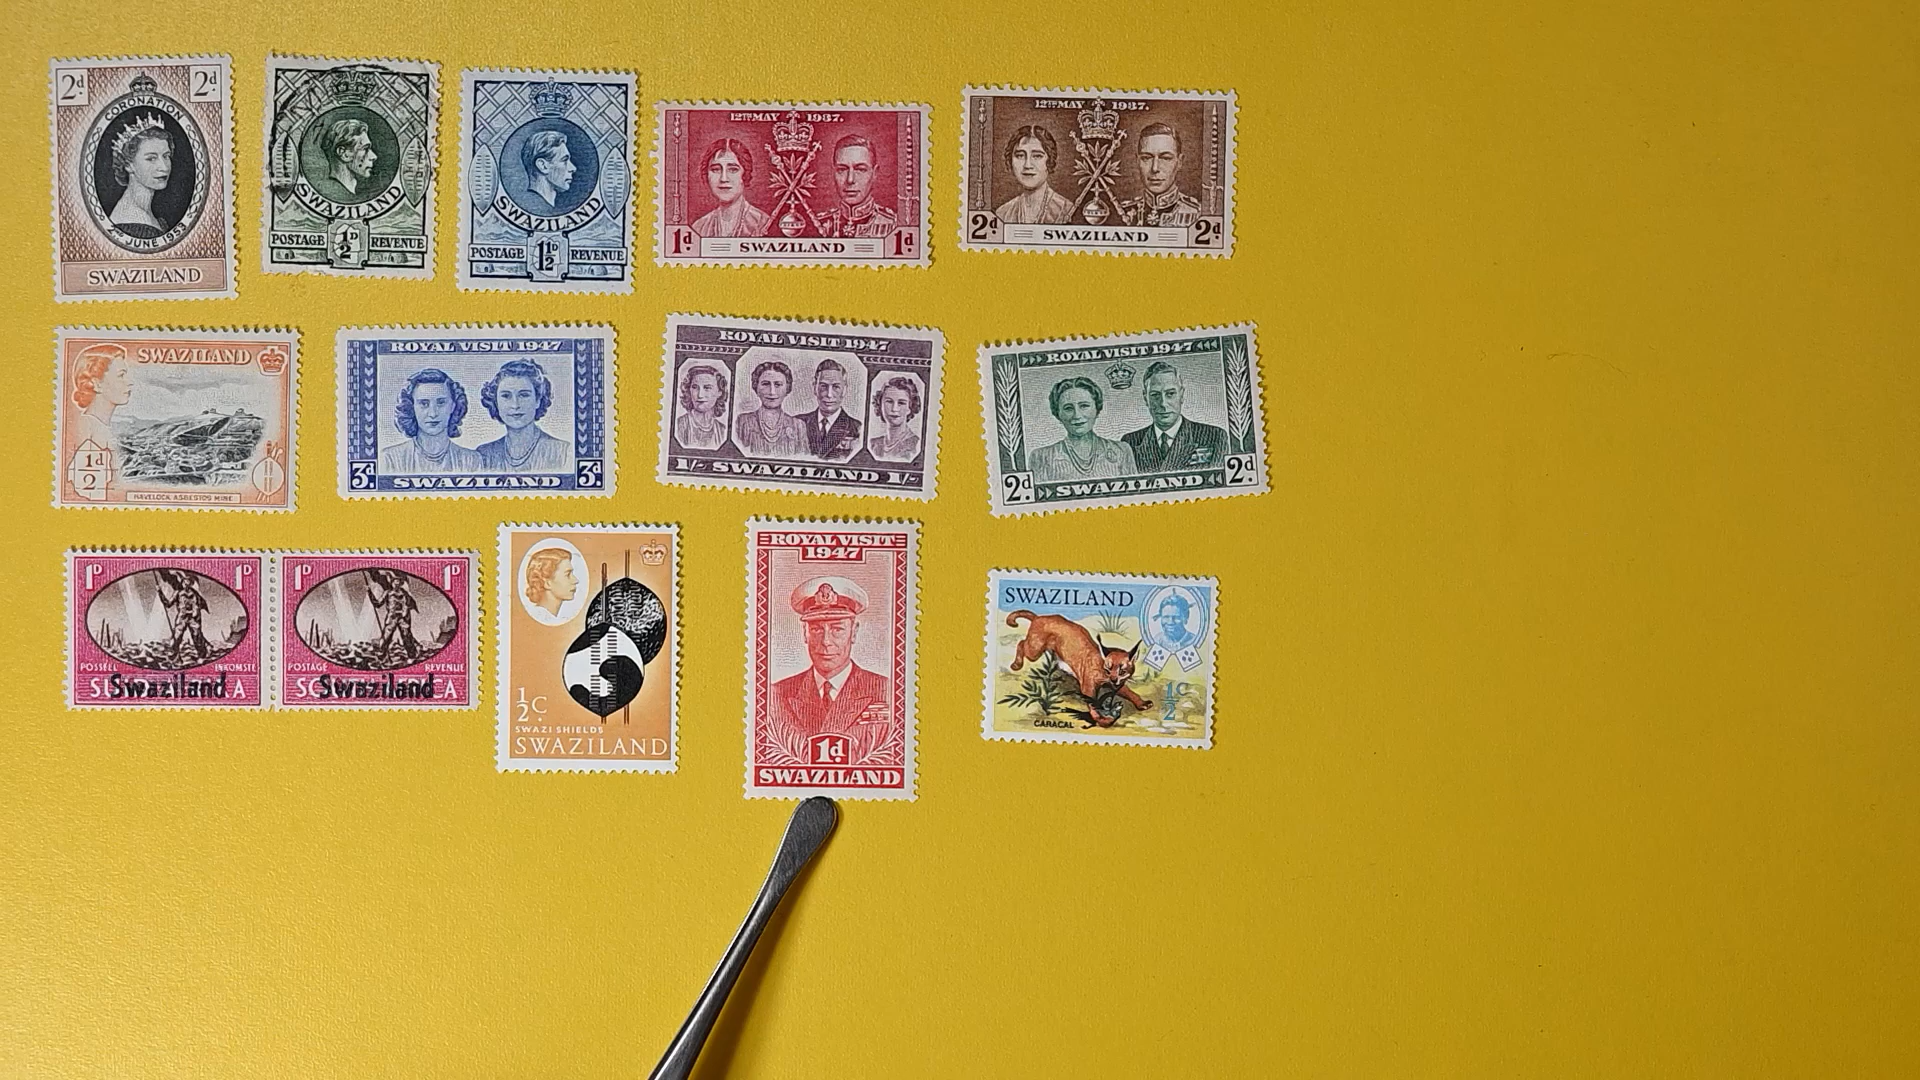 2d 2d
CORONATION
2ND JUNE 1953
SWAZILAND
SWAZILAND
POSTAGE ½D REVENUE
SWAZILAND
POSTAGE 1½D REVENUE
12TH MAY 1937.
1d SWAZILAND 1d
12TH MAY 1937.
2d SWAZILAND 2d
SWAZILAND
½d
HAVELOCK ASBESTOS MINE
ROYAL VISIT 1947
3d SWAZILAND 3d
ROYAL VISIT 1947
1/- SWAZILAND 1/-
ROYAL VISIT 1947
2d SWAZILAND 2d
1D 1D
POSSEËL INKOMSTE
Swaziland
1D 1D
POSTAGE REVENUE
Swaziland
½C
SWAZI SHIELDS
SWAZILAND
ROYAL VISIT
1947
1d
SWAZILAND
SWAZILAND
½C
CARACAL